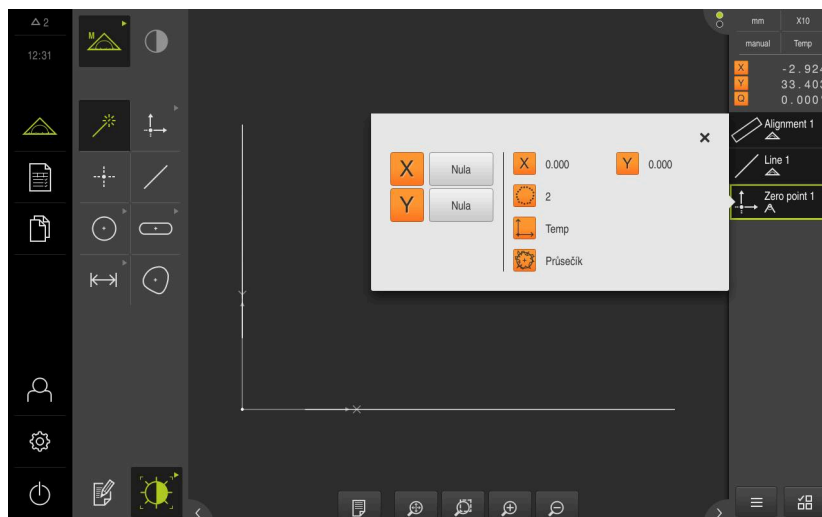 2
12:31
M
mm X10
manual Temp
X -2.924
Y 33.403
Q 0.000°
Alignment 1
Line 1
Zero point 1
X Nula
Y Nula
X 0.000 Y 0.000
2
Temp
Průsečík
Y
X